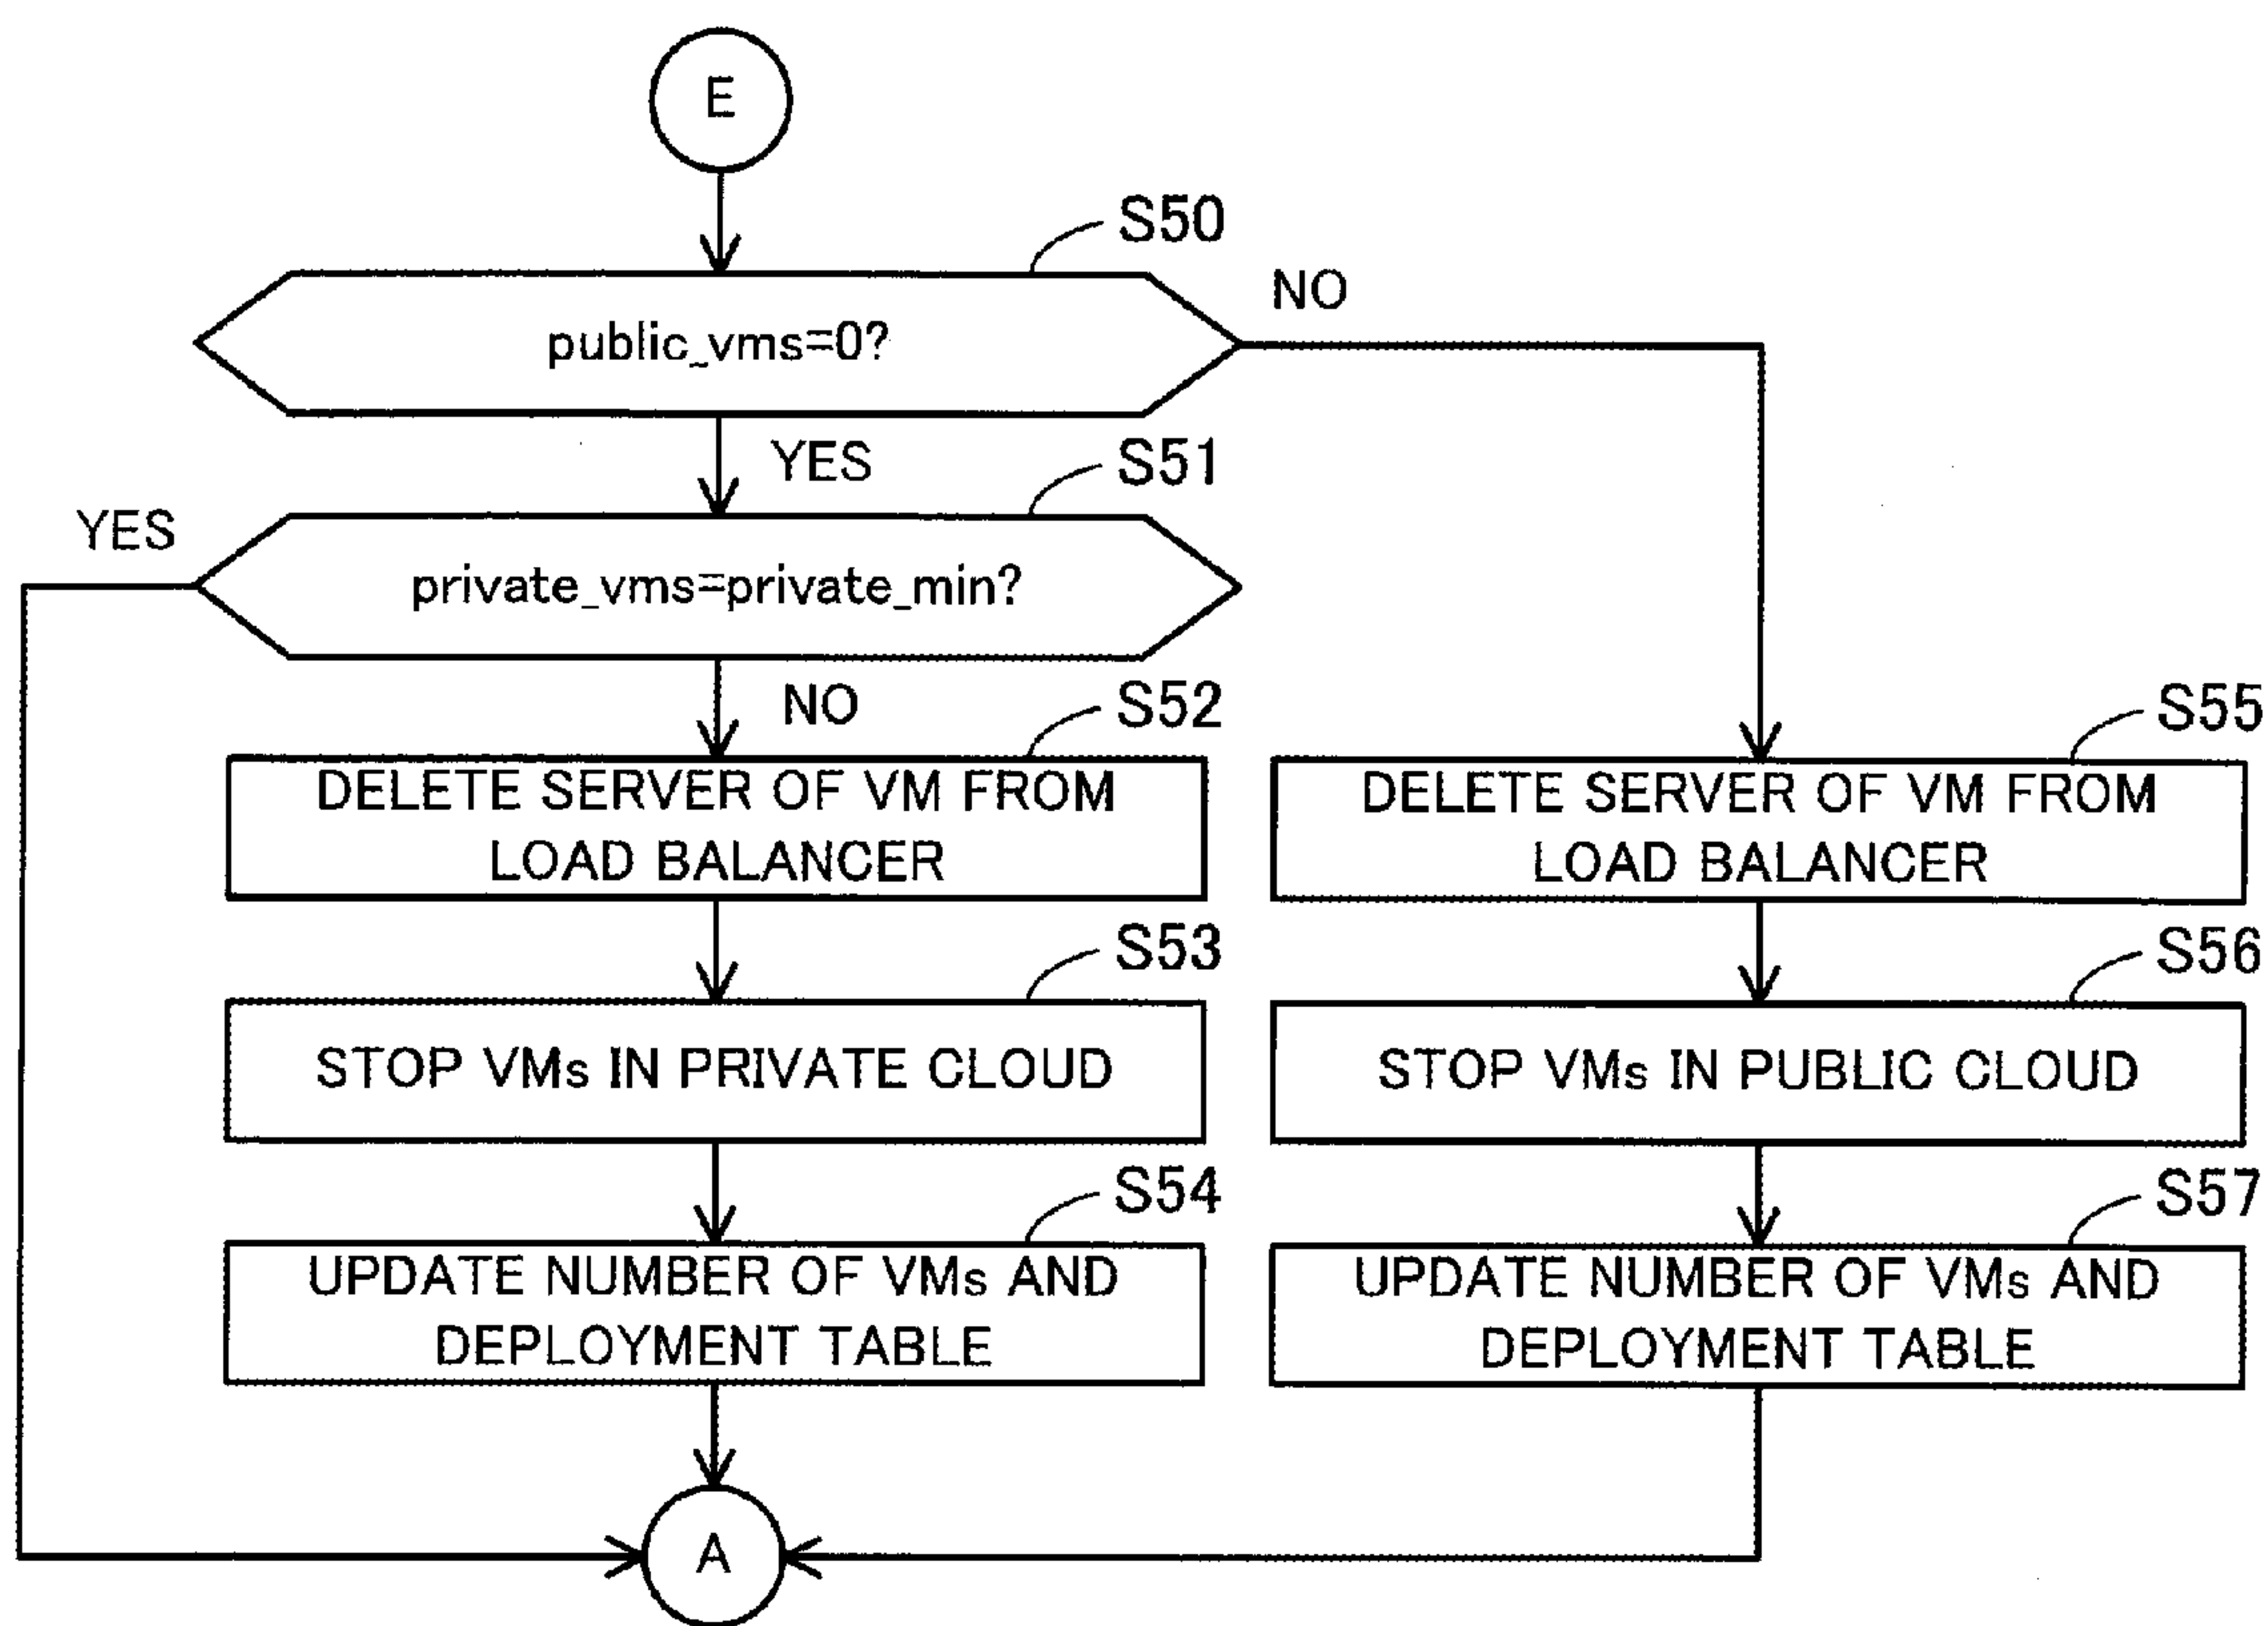 E
S50
public_vms=0?
NO
YES
S51
YES
private_vms=private_min?
NO
S52
DELETE SERVER OF VM FROM
LOAD BALANCER
S53
STOP VMs IN PRIVATE CLOUD
S54
UPDATE NUMBER OF VMs AND
DEPLOYMENT TABLE
S55
DELETE SERVER OF VM FROM
LOAD BALANCER
S56
STOP VMs IN PUBLIC CLOUD
S57
UPDATE NUMBER OF VMs AND
DEPLOYMENT TABLE
A